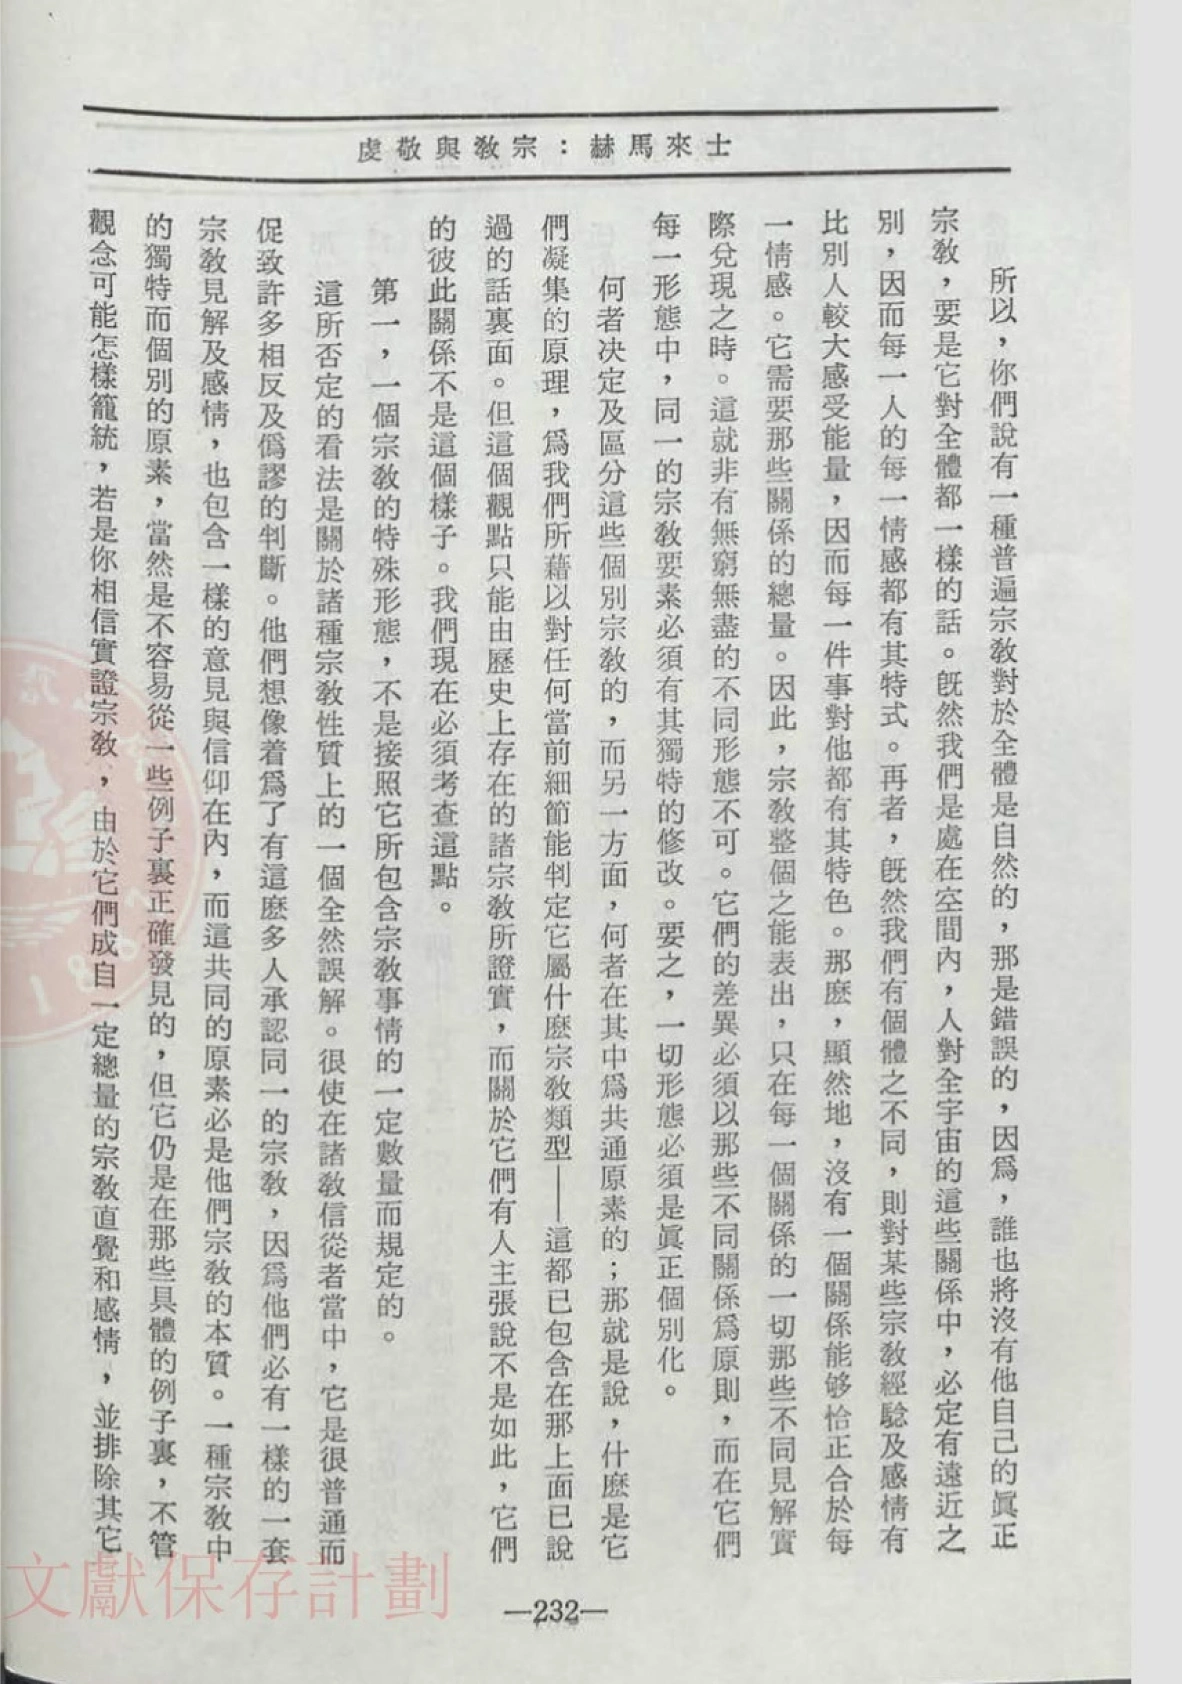 士來馬赫：宗教與敬虔
所以，你們說有一種普遍宗教對於全體是自然的，那是錯誤的，因爲，誰也將沒有他自己的眞正
宗教，要是它對全體都一樣的話。旣然我們是處在空間內，人對全宇宙的這些關係中，必定有遠近之
別，因而每一人的每一情感都有其特式。再者，旣然我們有個體之不同，則對某些宗教經驗及感情有
比別人較大感受能量，因而每一件事對他都有其特色。那麽，顯然地，沒有一個關係能够恰正合於每
一情感。它需要那些關係的總量。因此，宗教整個之能表出，只在每一個關係的一切那些不同見解實
際兌現之時。這就非有無窮無盡的不同形態不可。它們的差異必須以那些不同關係爲原則，而在它們
每一形態中，同一的宗教要素必須有其獨特的修改。要之，一切形態必須是眞正個別化。
何者決定及區分這些個別宗教的，而另一方面，何者在其中爲共通原素的；那就是說，什麽是它
們凝集的原理，爲我們所藉以對任何當前細節能判定它屬什麽宗教類型——這都已包含在那上面已說
過的話裏面。但這個觀點只能由歷史上存在的諸宗教所證實，而關於它們有人主張說不是如此，它們
的彼此關係不是這個樣子。我們現在必須考查這點。
第一，一個宗教的特殊形態，不是接照它所包含宗教事情的一定數量而規定的。
這所否定的看法是關於諸種宗教性質上的一個全然誤解。很使在諸教信從者當中，它是很普通而
促致許多相反及僞謬的判斷。他們想像着爲了有這麽多人承認同一的宗教，因爲他們必有一樣的一套
宗教見解及感情，也包含一樣的意見與信仰在內，而這共同的原素必是他們宗教的本質。一種宗教中
的獨特而個別的原素，當然是不容易從一些例子裏正確發見的，但它仍是在那些具體的例子裏，不管
觀念可能怎樣籠統，若是你相信實證宗教，由於它們成自一定總量的宗教直覺和感情，並排除其它
—232—
文獻保存計劃